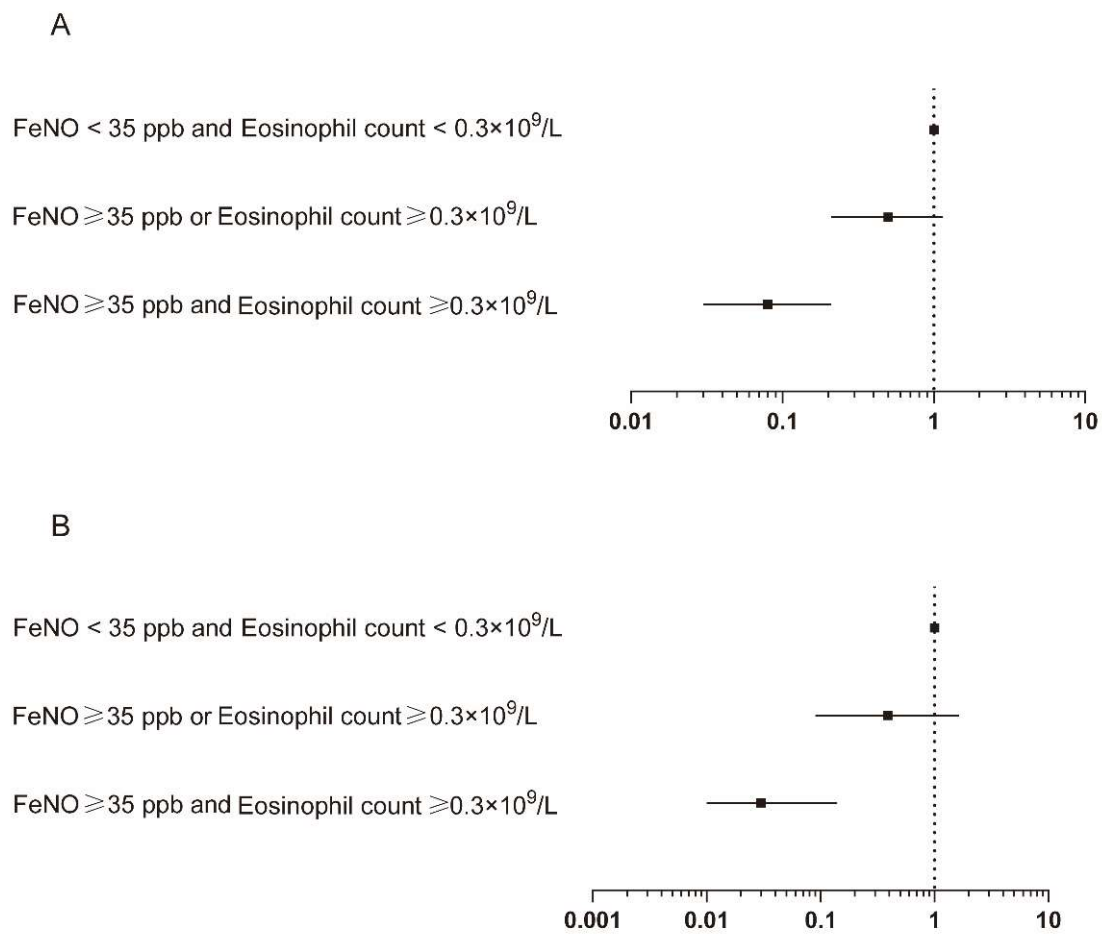 A
FeNO < 35 ppb and Eosinophil count < 0.3×10⁹/L
FeNO ⩾35 ppb or Eosinophil count ⩾0.3×10⁹/L
FeNO ⩾35 ppb and Eosinophil count ⩾0.3×10⁹/L
0.01 0.1 1 10
B
FeNO < 35 ppb and Eosinophil count < 0.3×10⁹/L
FeNO ⩾35 ppb or Eosinophil count ⩾0.3×10⁹/L
FeNO ⩾35 ppb and Eosinophil count ⩾0.3×10⁹/L
0.001 0.01 0.1 1 10